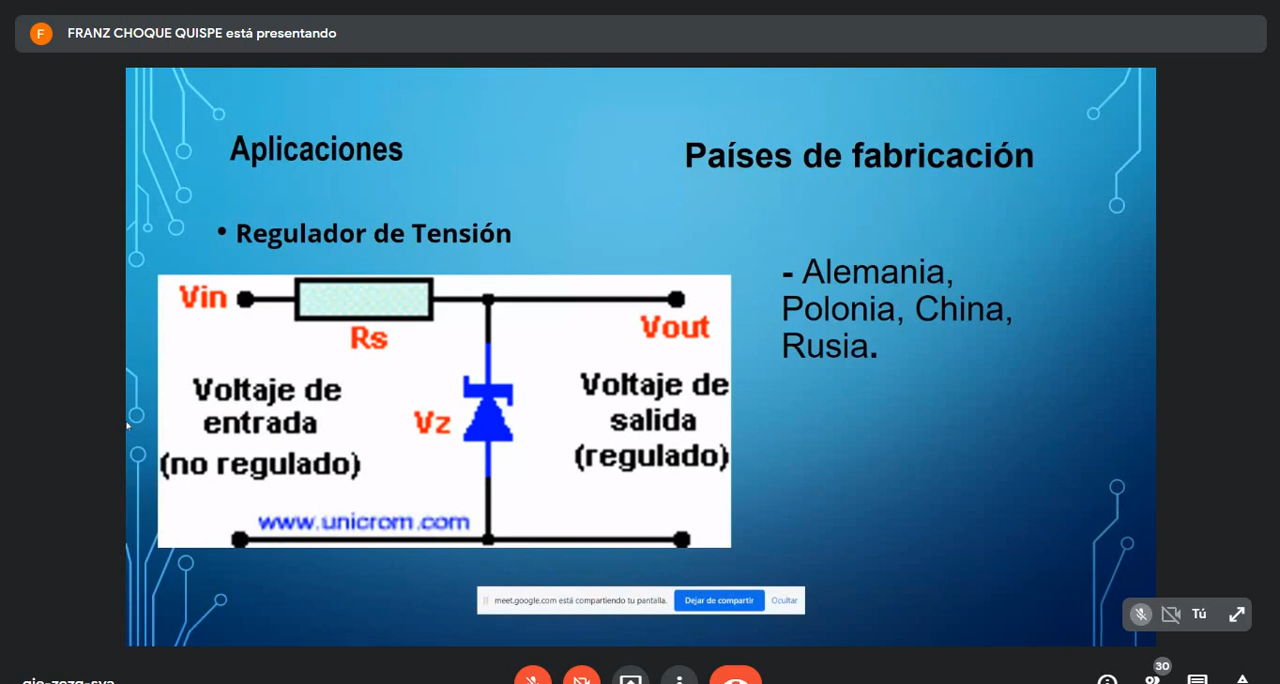 F FRANZ CHOQUE QUISPE está presentando
Aplicaciones
• Regulador de Tensión
Vin
Rs
Vout
Voltaje de
entrada
(no regulado)
Vz
Voltaje de
salida
(regulado)
www.unicrom.com
Países de fabricación
- Alemania,
Polonia, China,
Rusia.
meet.google.com está compartiendo tu pantalla. Dejar de compartir Ocultar
Tú
30